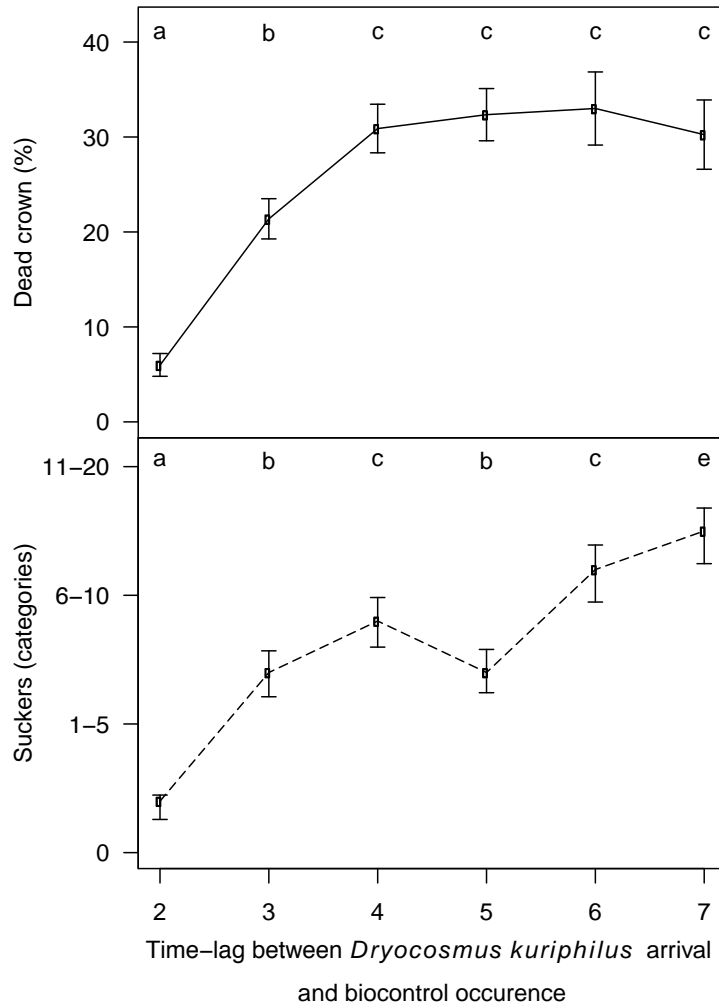 a b c c c c
40
30
20
10
0
Dead crown (%)
a b c b c e
11–20
6–10
1–5
0
Suckers (categories)
2 3 4 5 6 7
Time–lag between Dryocosmus kuriphilus arrival
and biocontrol occurence